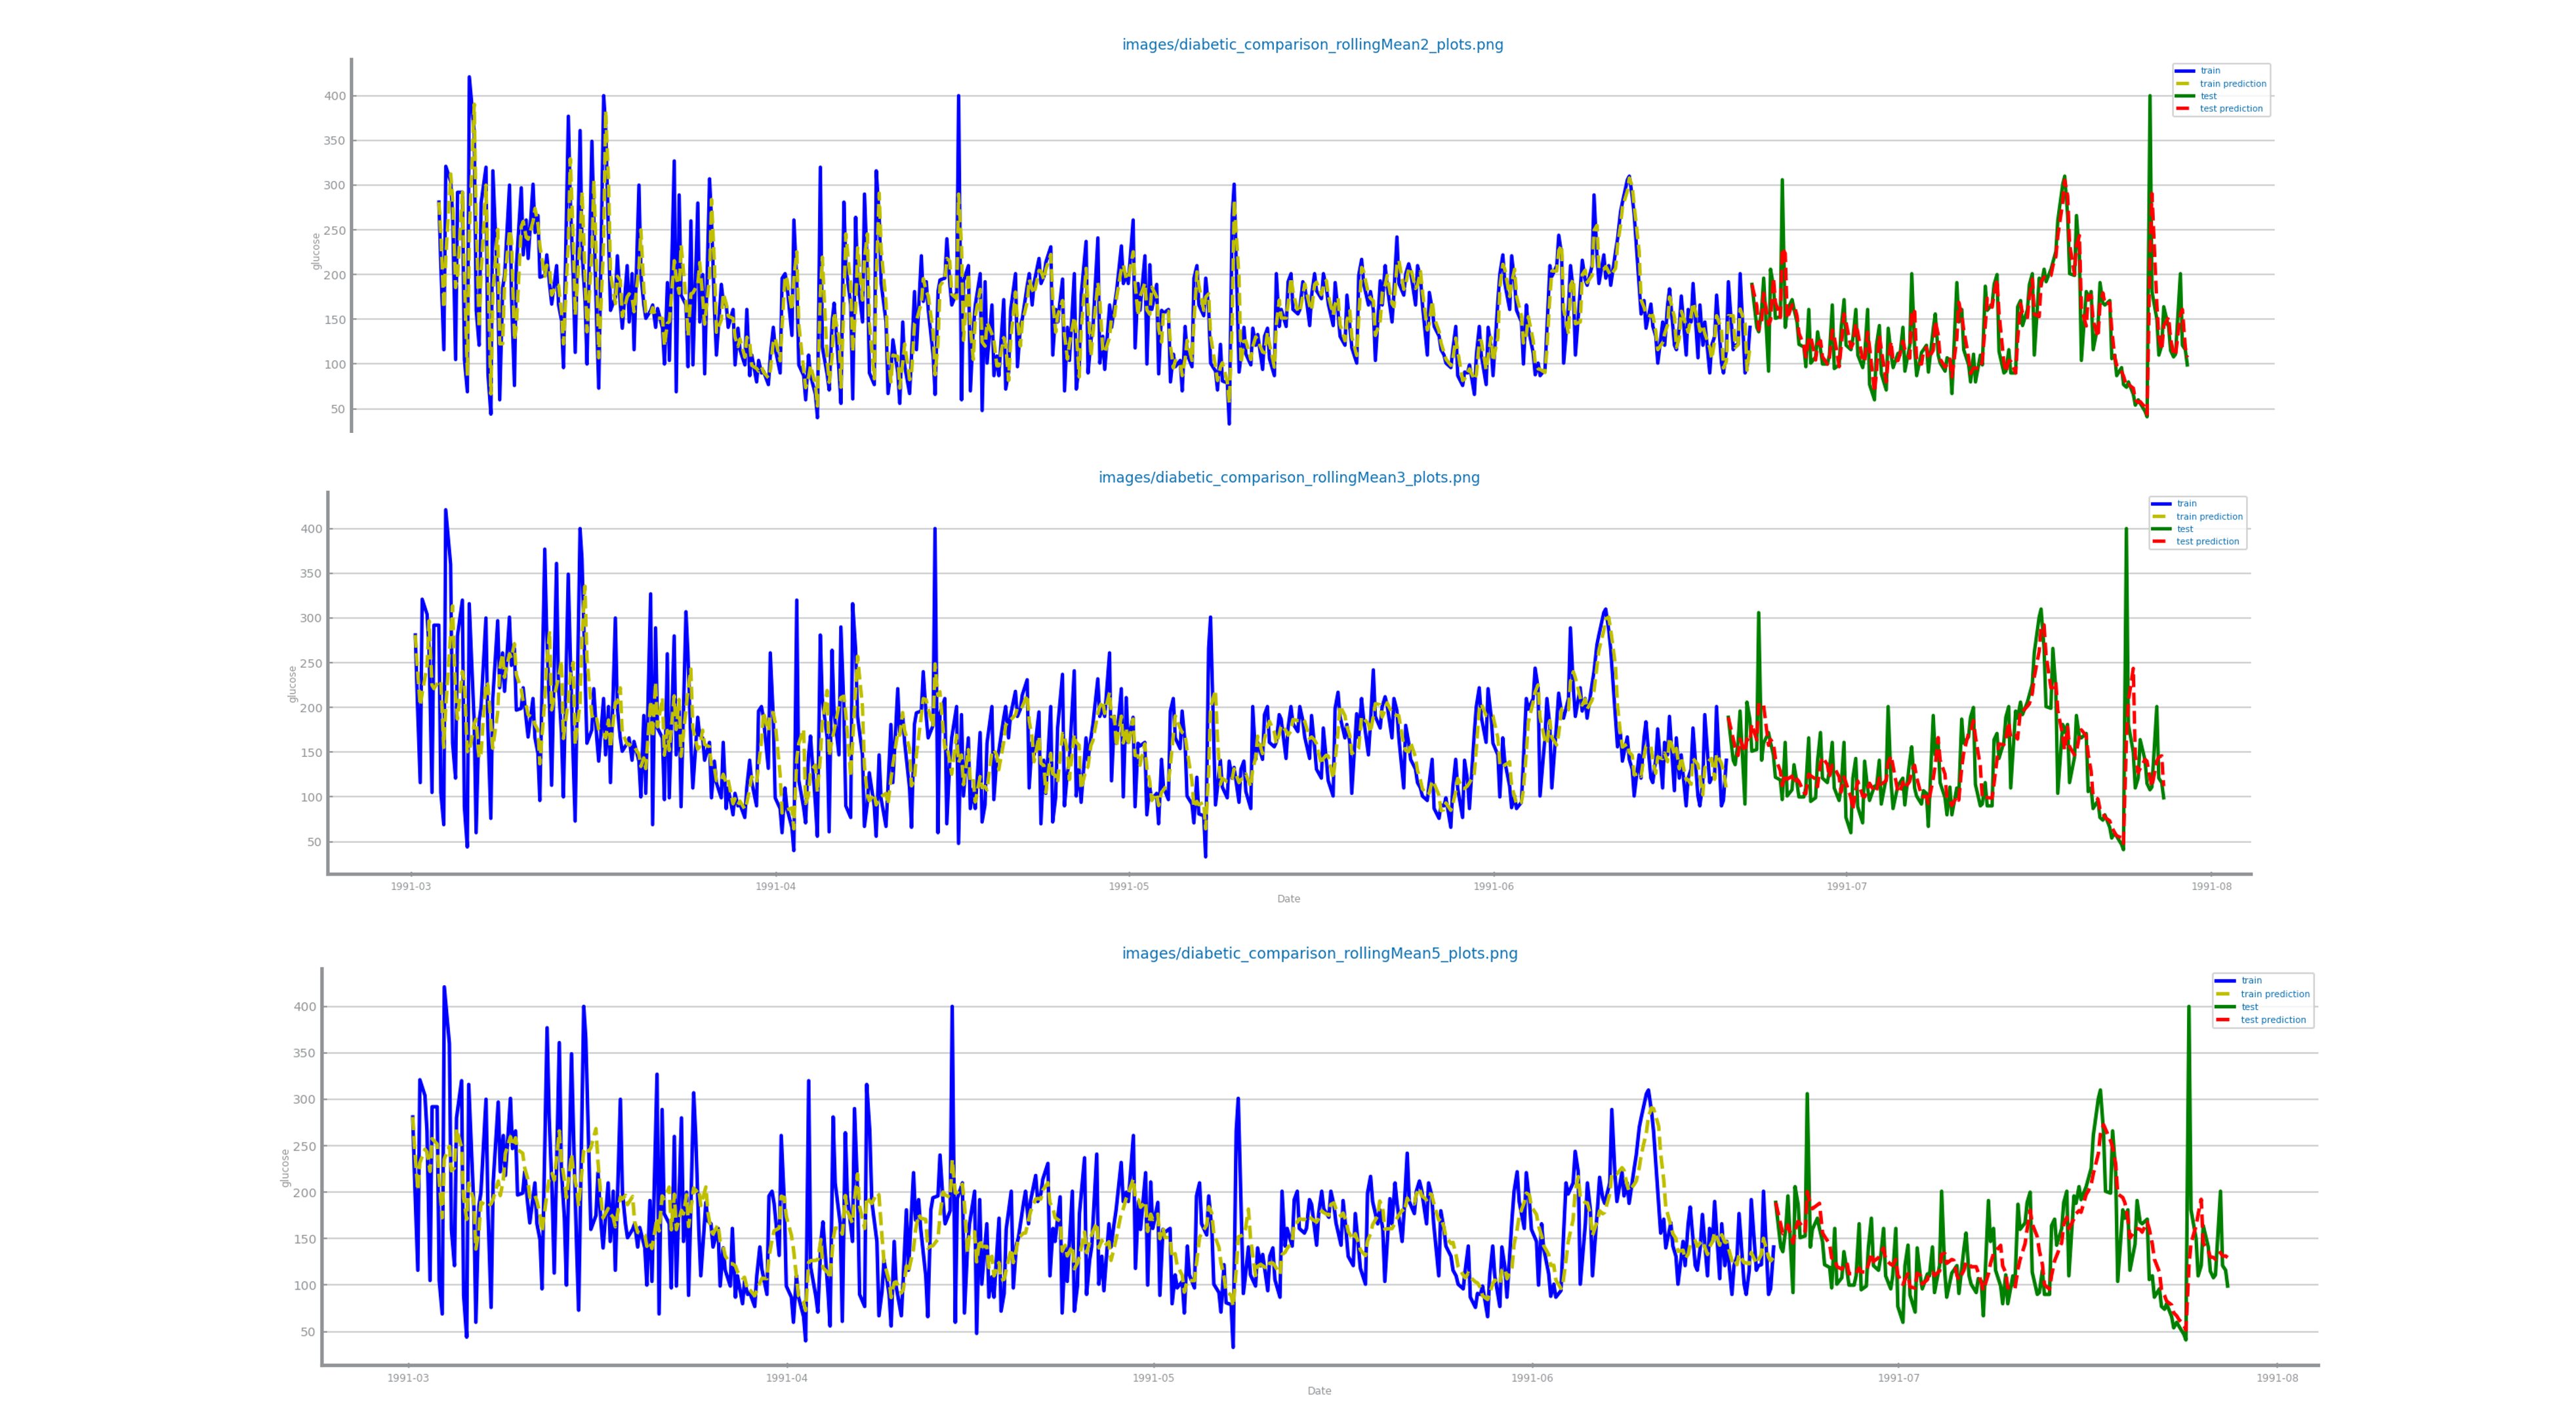 images/diabetic_comparison_rollingMean2_plots.png
train
train prediction
test
test prediction
400
350
300
250
200
150
100
50
glucose
images/diabetic_comparison_rollingMean3_plots.png
train
train prediction
test
test prediction
400
350
300
250
200
150
100
50
glucose
1991-03 1991-04 1991-05 1991-06 1991-07 1991-08
Date
images/diabetic_comparison_rollingMean5_plots.png
train
train prediction
test
test prediction
400
350
300
250
200
150
100
50
glucose
1991-03 1991-04 1991-05 1991-06 1991-07 1991-08
Date